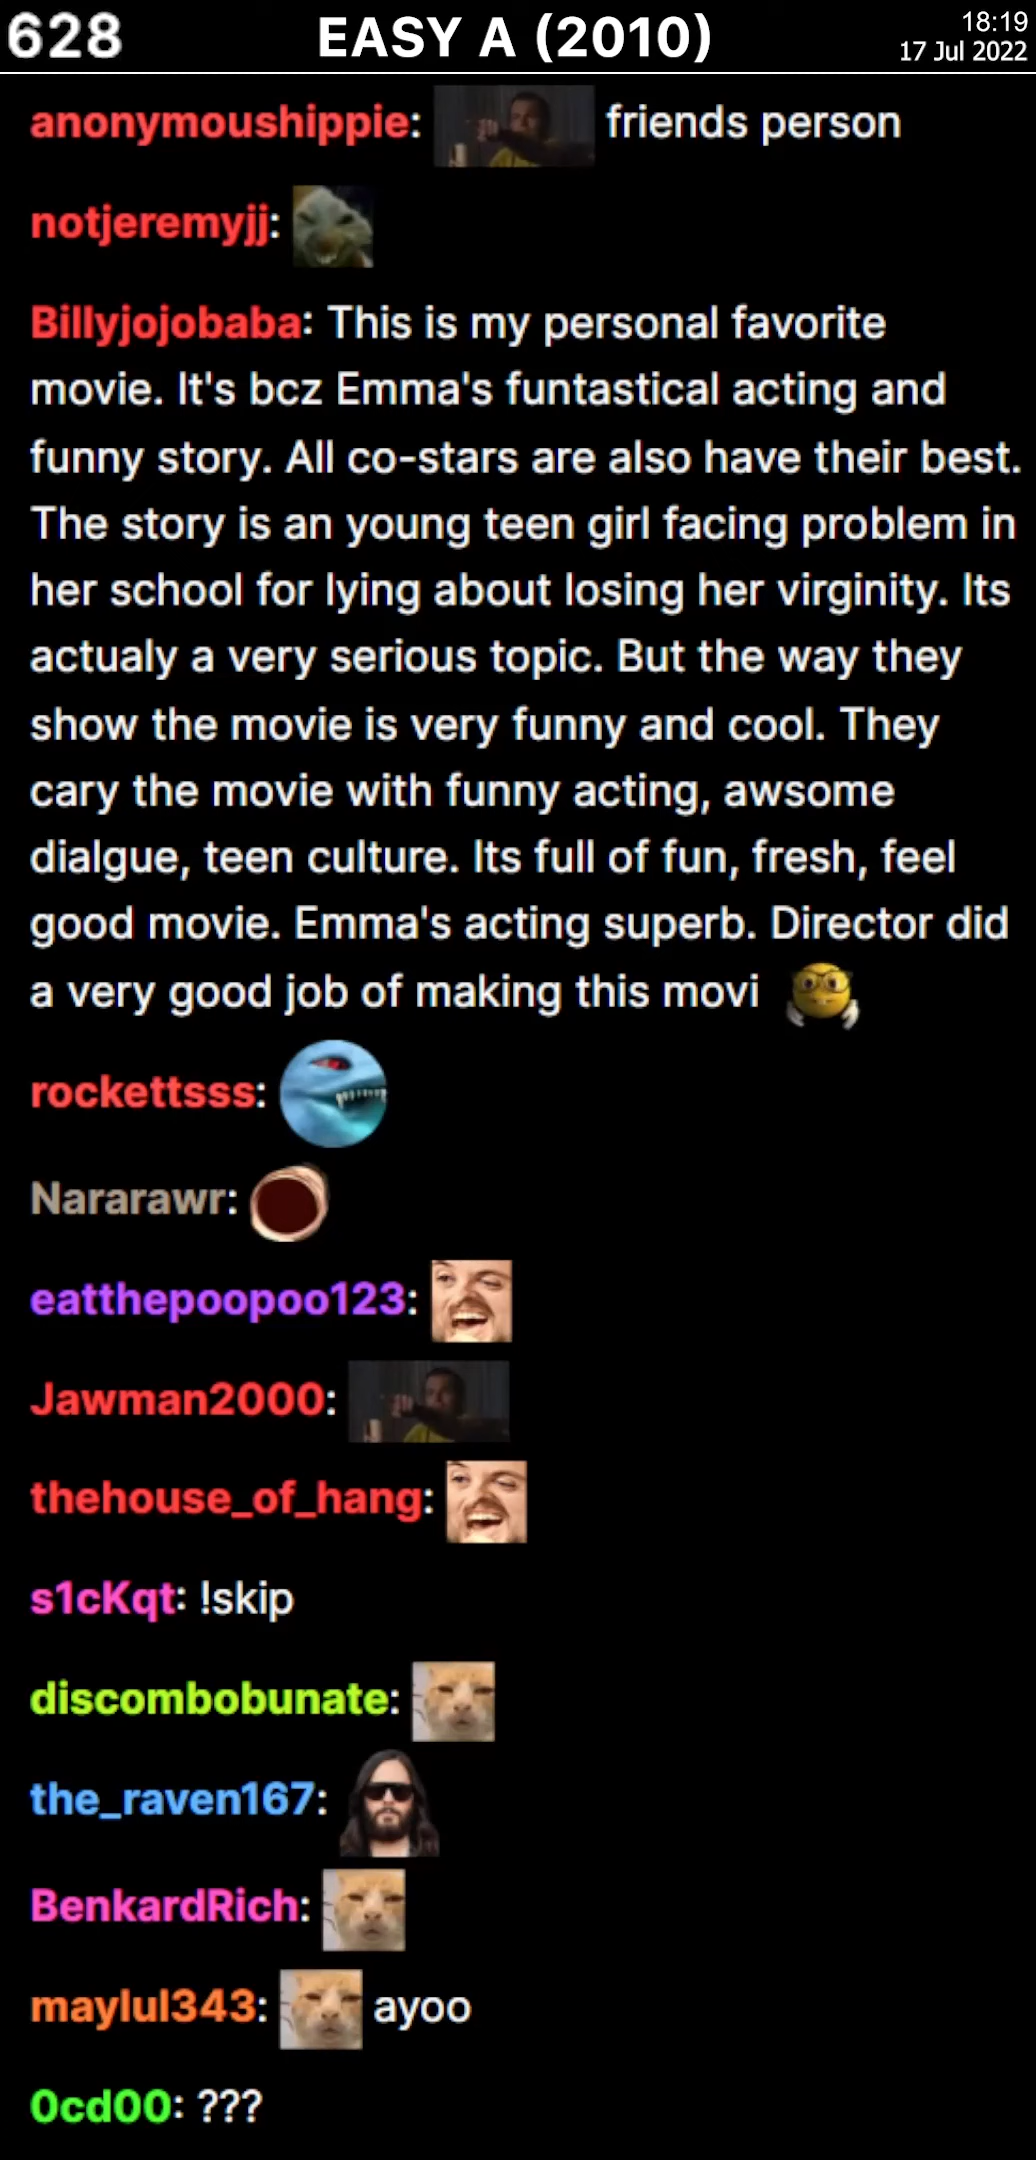 628
EASY A (2010)
18:19
17 Jul 2022
anonymoushippie: friends person
notjeremyjj:
Billyjojobaba: This is my personal favorite
movie. It's bcz Emma's funtastical acting and
funny story. All co-stars are also have their best.
The story is an young teen girl facing problem in
her school for lying about losing her virginity. Its
actualy a very serious topic. But the way they
show the movie is very funny and cool. They
cary the movie with funny acting, awsome
dialgue, teen culture. Its full of fun, fresh, feel
good movie. Emma's acting superb. Director did
a very good job of making this movi
rockettsss:
Nararawr:
eatthepoopoo123:
Jawman2000:
thehouse_of_hang:
s1cKqt: !skip
discombobunate:
the_raven167:
BenkardRich:
maylul343: ayoo
0cd00: ???